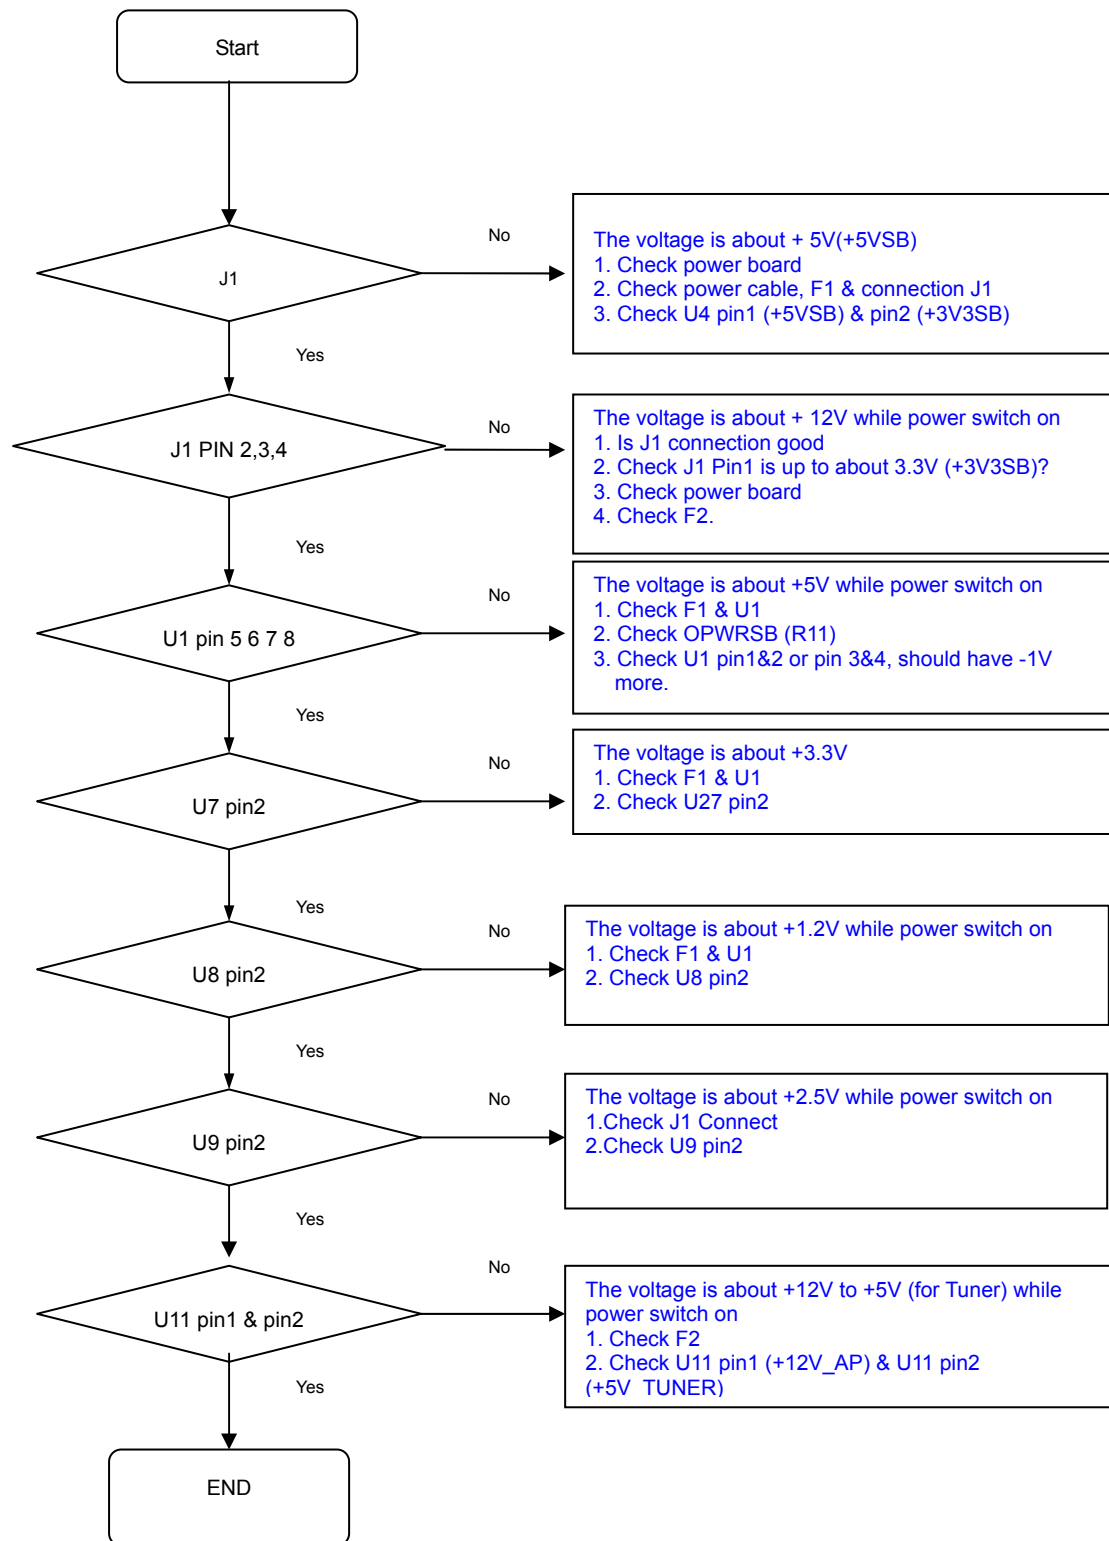 Start
J1
No
The voltage is about + 5V(+5VSB)
1. Check power board
2. Check power cable, F1 & connection J1
3. Check U4 pin1 (+5VSB) & pin2 (+3V3SB)
Yes
J1 PIN 2,3,4
No
The voltage is about + 12V while power switch on
1. Is J1 connection good
2. Check J1 Pin1 is up to about 3.3V (+3V3SB)?
3. Check power board
4. Check F2.
Yes
U1 pin 5 6 7 8
No
The voltage is about +5V while power switch on
1. Check F1 & U1
2. Check OPWRSB (R11)
3. Check U1 pin1&2 or pin 3&4, should have -1V
more.
Yes
U7 pin2
No
The voltage is about +3.3V
1. Check F1 & U1
2. Check U27 pin2
Yes
U8 pin2
No
The voltage is about +1.2V while power switch on
1. Check F1 & U1
2. Check U8 pin2
Yes
U9 pin2
No
The voltage is about +2.5V while power switch on
1.Check J1 Connect
2.Check U9 pin2
Yes
U11 pin1 & pin2
No
The voltage is about +12V to +5V (for Tuner) while
power switch on
1. Check F2
2. Check U11 pin1 (+12V_AP) & U11 pin2
(+5V_TUNER)
Yes
END